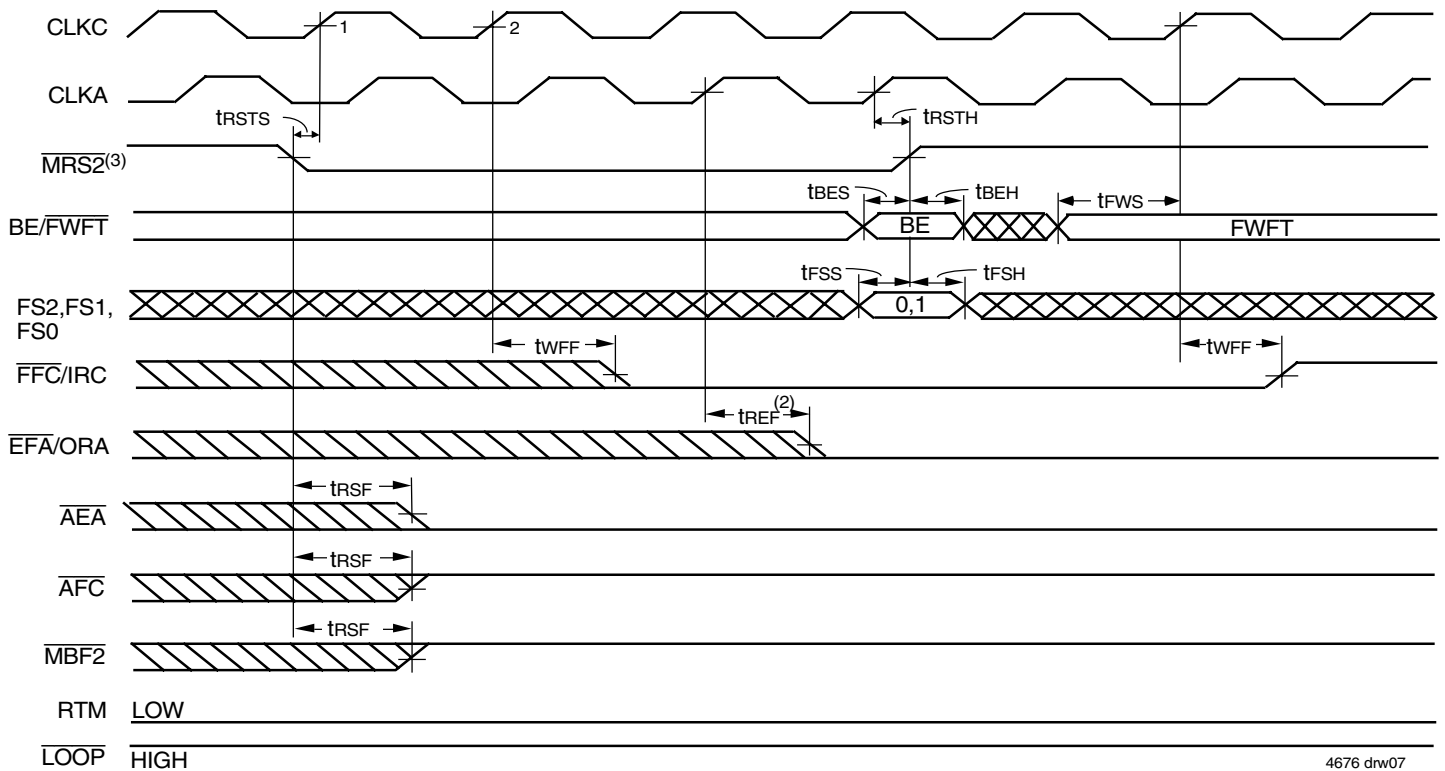 CLKC 1 2
CLKA
tRSTS tRSTH
MRS2(3)
tBES tBEH tFWS
BE/FWFT BE FWFT
tFSS tFSH
FS2,FS1,
FS0 0,1
tWFF tWFF
FFC/IRC
tREF(2)
EFA/ORA
tRSF
AEA
tRSF
AFC
tRSF
MBF2
RTM LOW
LOOP HIGH
4676 drw07